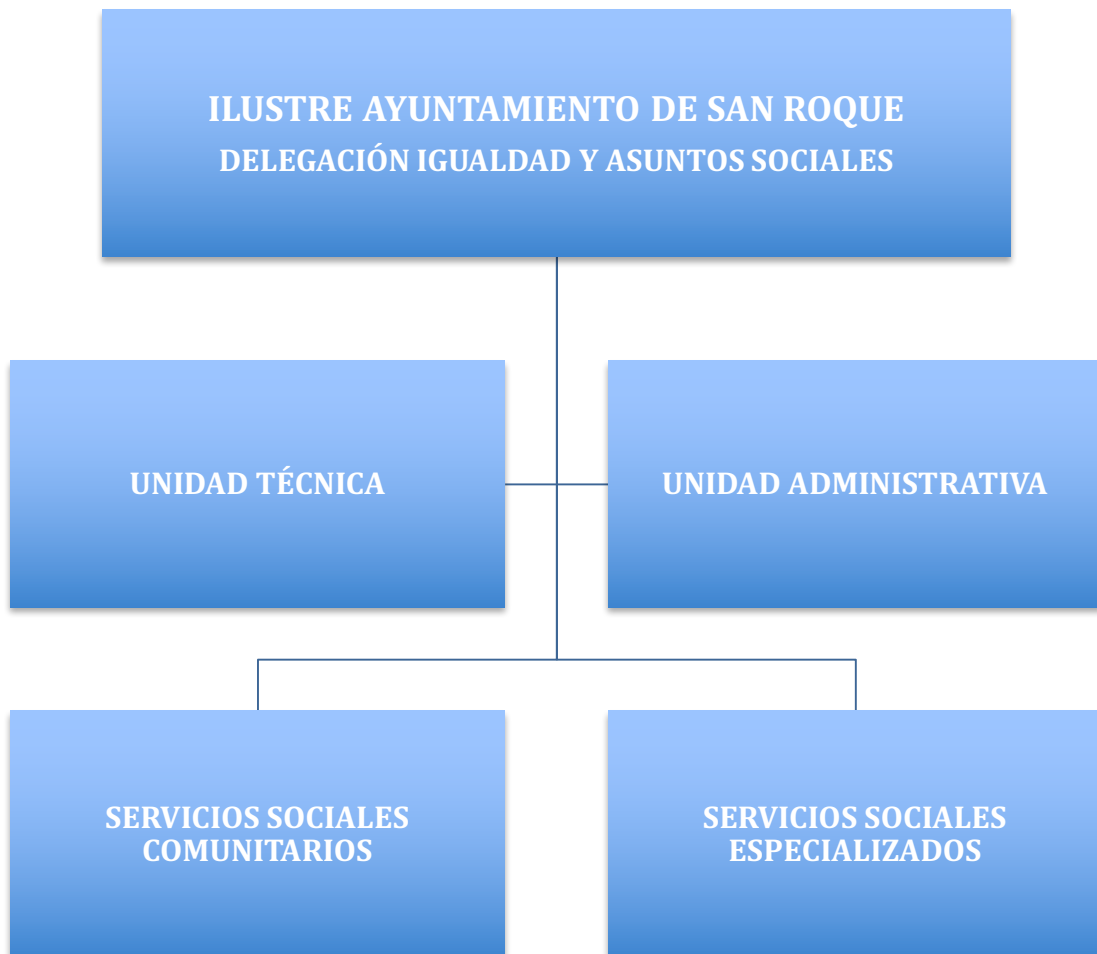 ILUSTRE AYUNTAMIENTO DE SAN ROQUE
DELEGACIÓN IGUALDAD Y ASUNTOS SOCIALES
UNIDAD TÉCNICA
UNIDAD ADMINISTRATIVA
SERVICIOS SOCIALES
COMUNITARIOS
SERVICIOS SOCIALES
ESPECIALIZADOS